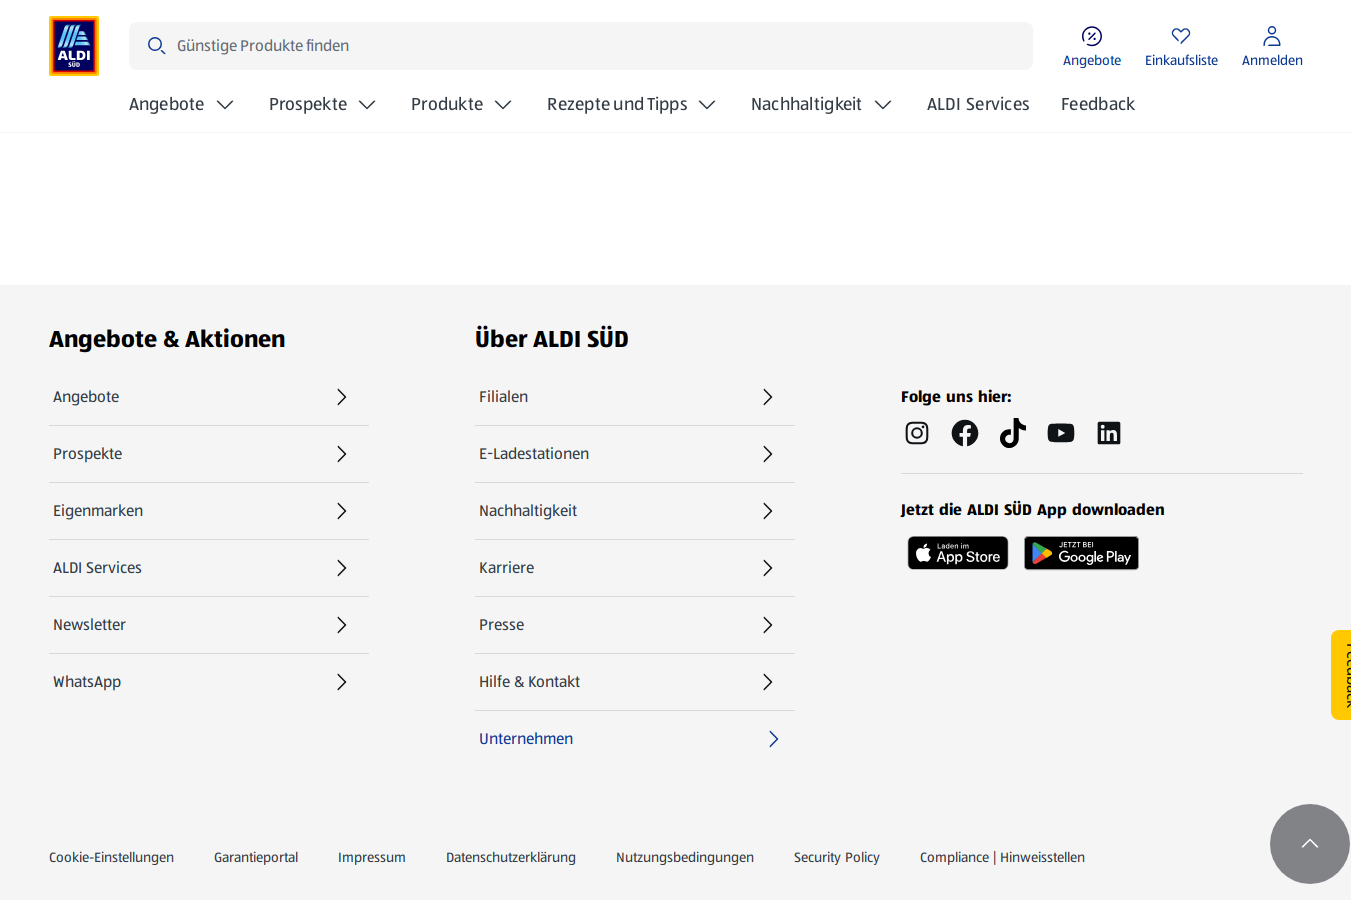 ALDI
SÜD
Günstige Produkte finden
Angebote
Einkaufsliste
Anmelden
Angebote
Prospekte
Produkte
Rezepte und Tipps
Nachhaltigkeit
ALDI Services
Feedback
Angebote & Aktionen
Angebote
Prospekte
Eigenmarken
ALDI Services
Newsletter
WhatsApp
Über ALDI SÜD
Filialen
E-Ladestationen
Nachhaltigkeit
Karriere
Presse
Hilfe & Kontakt
Unternehmen
Folge uns hier:
Jetzt die ALDI SÜD App downloaden
Laden im
App Store
JETZT BEI
Google Play
Feedback
Cookie-Einstellungen
Garantieportal
Impressum
Datenschutzerklärung
Nutzungsbedingungen
Security Policy
Compliance | Hinweisstellen